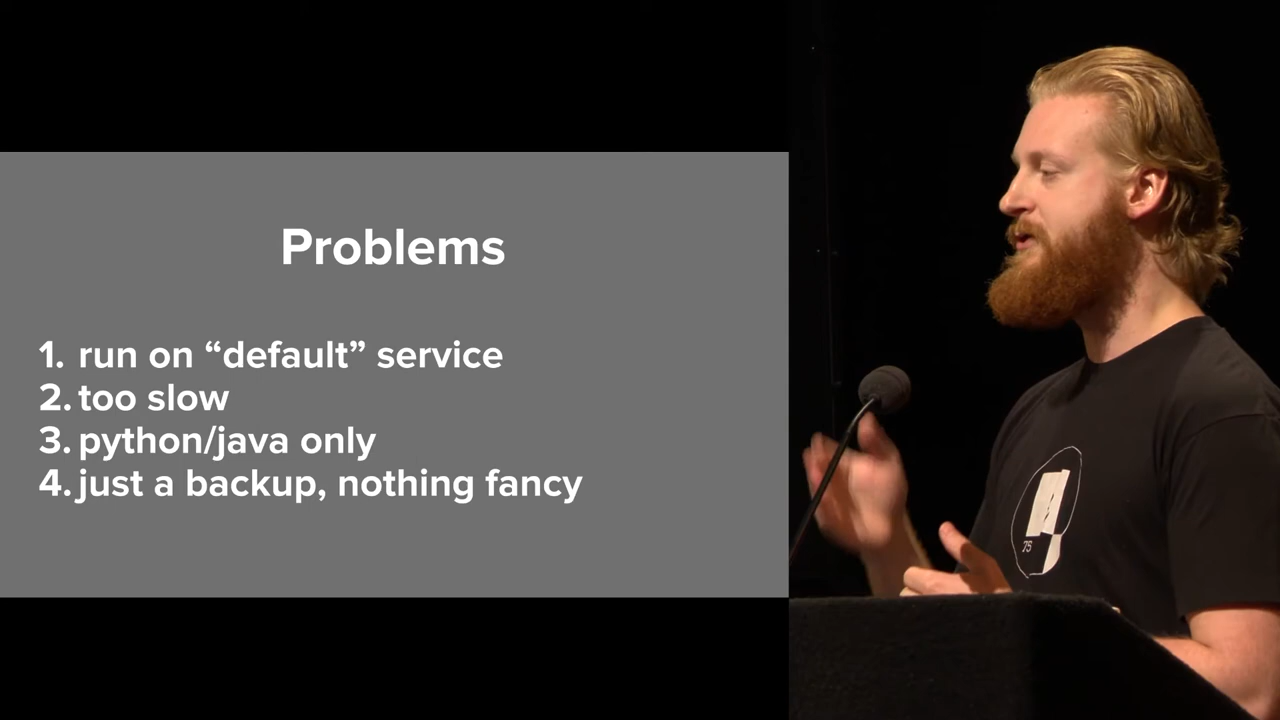 Problems
1. run on “default” service
2. too slow
3. python/java only
4. just a backup, nothing fancy
75